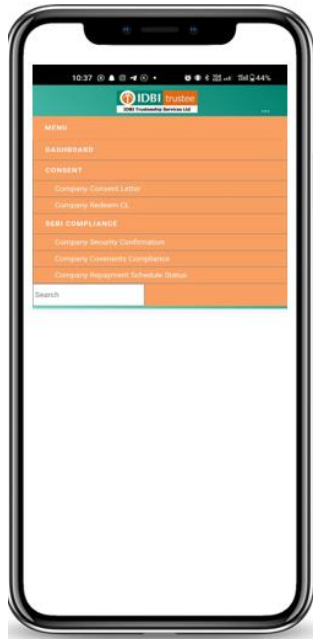 10:37
44%
IDBI trustee
IDBI Trusteeship Services Ltd
...
MENU
DASHBOARD
CONSENT
Company Consent Letter
Company Redeem CL
SEBI COMPLIANCE
Company Security Confirmation
Company Covenants Compliance
Company Repayment Schedule Status
Search